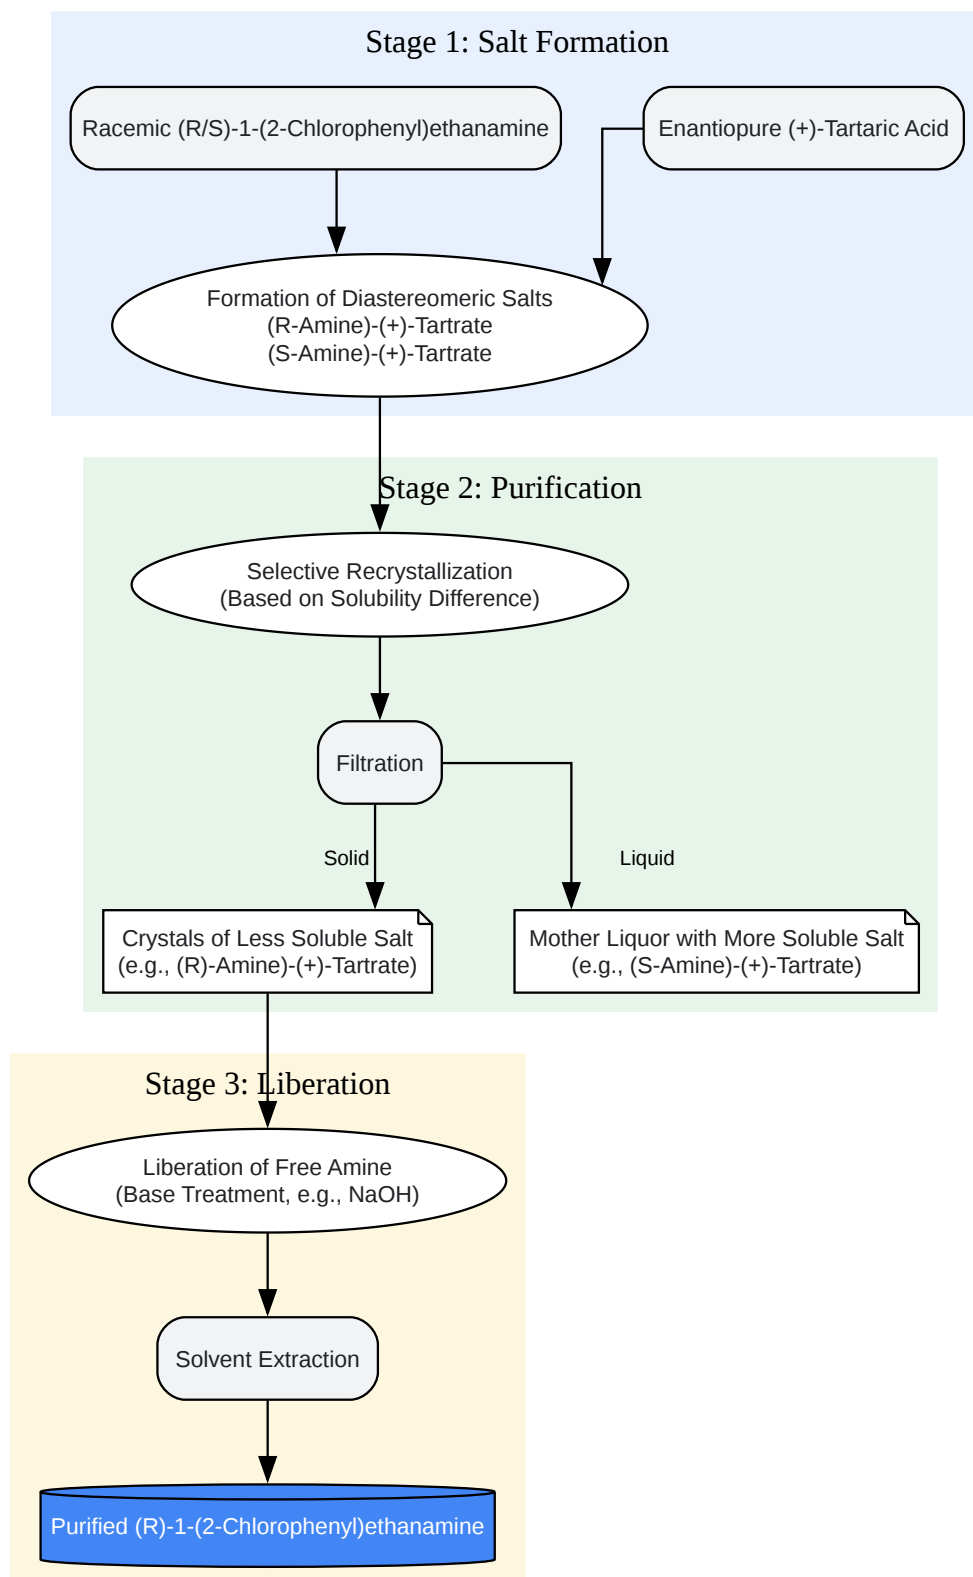 Stage 1: Salt Formation
Racemic (R/S)-1-(2-Chlorophenyl)ethanamine
Enantiopure (+)-Tartaric Acid
Formation of Diastereomeric Salts
(R-Amine)-(+)-Tartrate
(S-Amine)-(+)-Tartrate
Stage 2: Purification
Selective Recrystallization
(Based on Solubility Difference)
Filtration
Solid
Liquid
Crystals of Less Soluble Salt
(e.g., (R)-Amine)-(+)-Tartrate)
Mother Liquor with More Soluble Salt
(e.g., (S-Amine)-(+)-Tartrate)
Stage 3: Liberation
Liberation of Free Amine
(Base Treatment, e.g., NaOH)
Solvent Extraction
Purified (R)-1-(2-Chlorophenyl)ethanamine